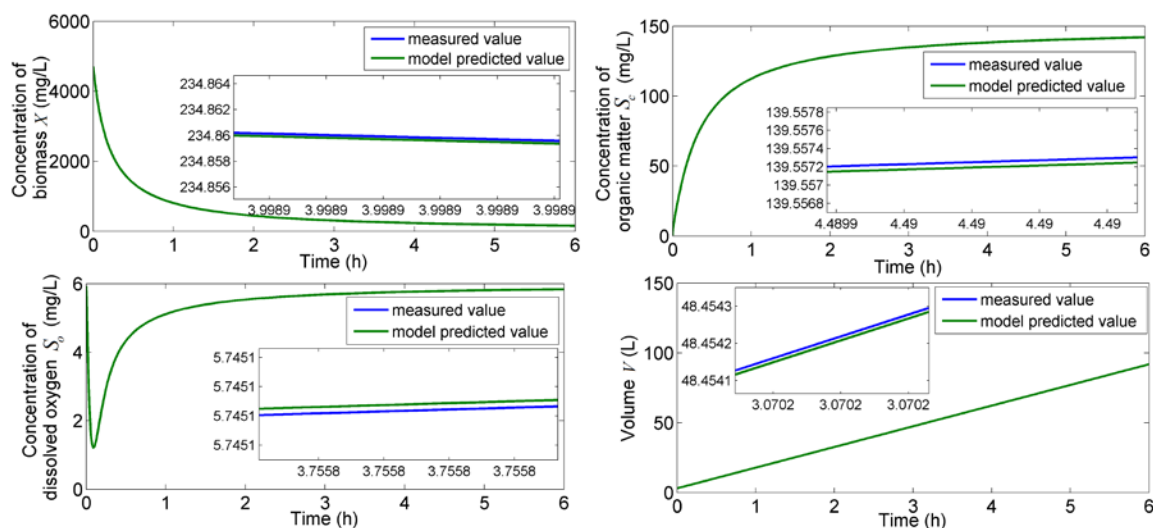 6000
4000
2000
0
Concentration of
biomass X (mg/L)
measured value
model predicted value
234.864
234.862
234.86
234.858
234.856
3.9989 3.9989 3.9989 3.9989 3.9989 3.9989
0 1 2 3 4 5 6
Time (h)
150
100
50
0
Concentration of
organic matter S_c (mg/L)
measured value
model predicted value
139.5578
139.5576
139.5574
139.5572
139.557
139.5568
4.4899 4.49 4.49 4.49 4.49
0 1 2 3 4 5 6
Time (h)
6
4
2
0
Concentration of
dissolved oxygen S_o (mg/L)
measured value
model predicted value
5.7451
5.7451
5.7451
5.7451
3.7558 3.7558 3.7558 3.7558
0 1 2 3 4 5 6
Time (h)
150
100
50
0
Volume V (L)
measured value
model predicted value
48.4543
48.4542
48.4541
3.0702 3.0702 3.0702
0 1 2 3 4 5 6
Time (h)